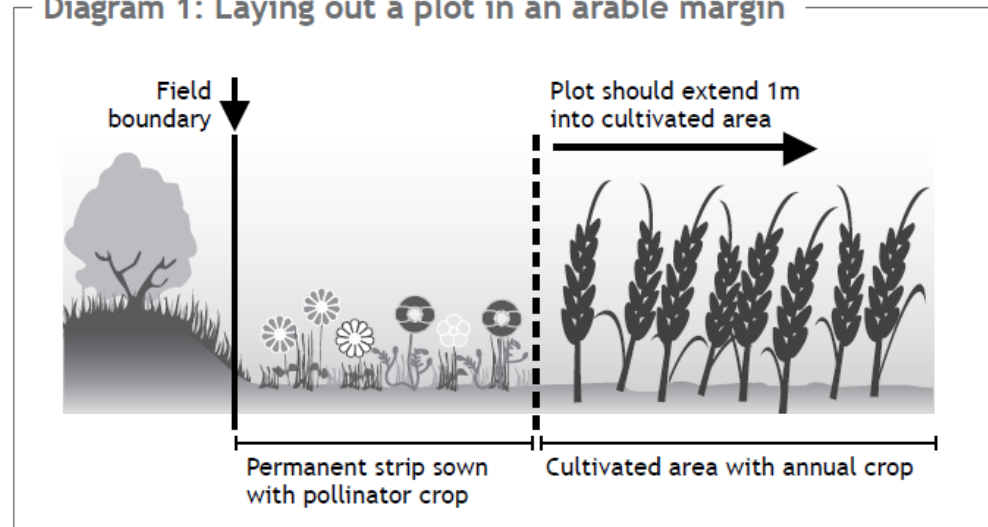 Diagram 1: Laying out a plot in an arable margin
Field
boundary
Plot should extend 1m
into cultivated area
Permanent strip sown
with pollinator crop
Cultivated area with annual crop